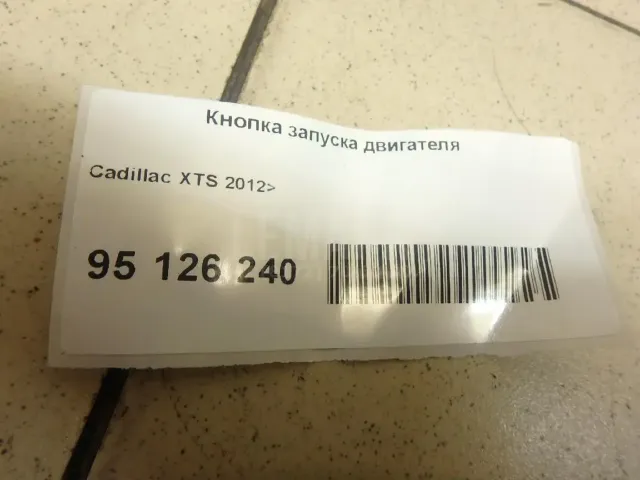 Кнопка запуска двигателя
Cadillac XTS 2012>
95 126 240